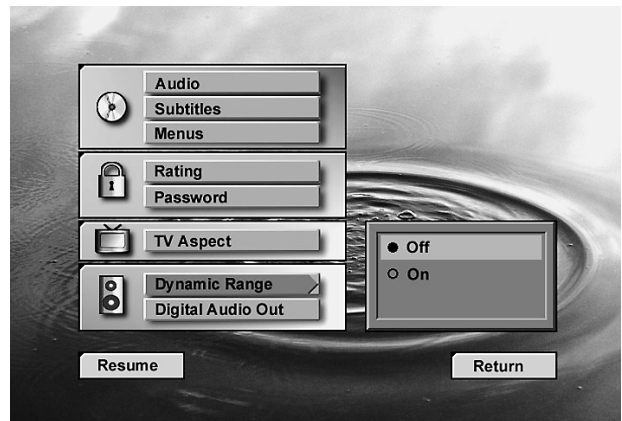 Audio
Subtitles
Menus
Rating
Password
TV Aspect
Dynamic Range
Digital Audio Out
Off
On
Resume
Return